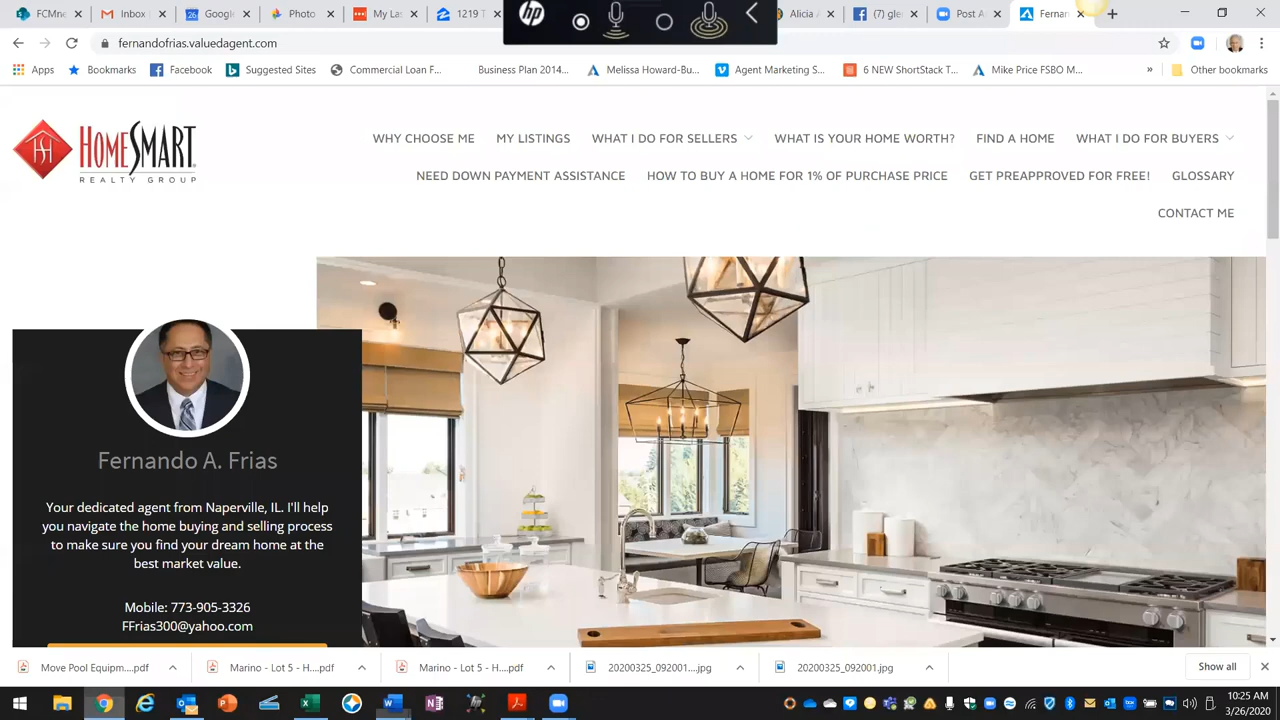 FCMne
Inbox
Google
Photo
My Las
1219 T
Alicia A
(7) gler
Post A
Fernan
fernandofrias.valuedagent.com
Apps
Bookmarks
Facebook
Suggested Sites
Commercial Loan F...
Business Plan 2014...
Melissa Howard-Bu...
Agent Marketing S...
6 NEW ShortStack T...
Mike Price FSBO M...
»
Other bookmarks
HOMESMART
REALTY GROUP
WHY CHOOSE ME
MY LISTINGS
WHAT I DO FOR SELLERS
WHAT IS YOUR HOME WORTH?
FIND A HOME
WHAT I DO FOR BUYERS
NEED DOWN PAYMENT ASSISTANCE
HOW TO BUY A HOME FOR 1% OF PURCHASE PRICE
GET PREAPPROVED FOR FREE!
GLOSSARY
CONTACT ME
Fernando A. Frias
Your dedicated agent from Naperville, IL. I'll help
you navigate the home buying and selling process
to make sure you find your dream home at the
best market value.
Mobile: 773-905-3326
FFrias300@yahoo.com
Move Pool Equipm....pdf
Marino - Lot 5 - H....pdf
Marino - Lot 5 - H....pdf
20200325_092001....jpg
20200325_092001.jpg
Show all
10:25 AM
3/26/2020